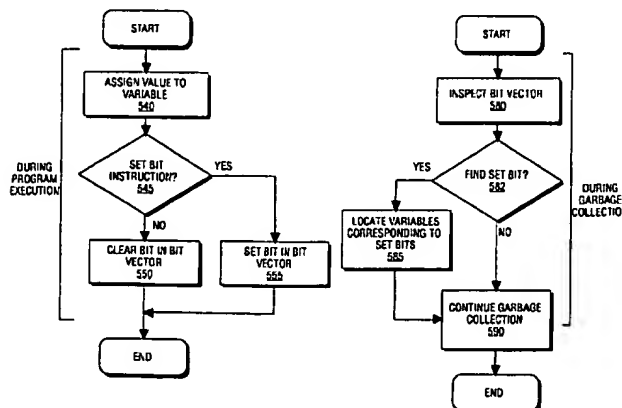 START
ASSIGN VALUE TO
VARIABLE
540
SET BIT
INSTRUCTION?
545
YES
NO
CLEAR BIT IN BIT
VECTOR
550
SET BIT IN BIT
VECTOR
555
END
DURING
PROGRAM
EXECUTION
START
INSPECT BIT VECTOR
580
FIND SET BIT?
582
YES
NO
LOCATE VARIABLES
CORRESPONDING TO
SET BITS
585
CONTINUE GARBAGE
COLLECTION
590
END
DURING
GARBAGE
COLLECTIO